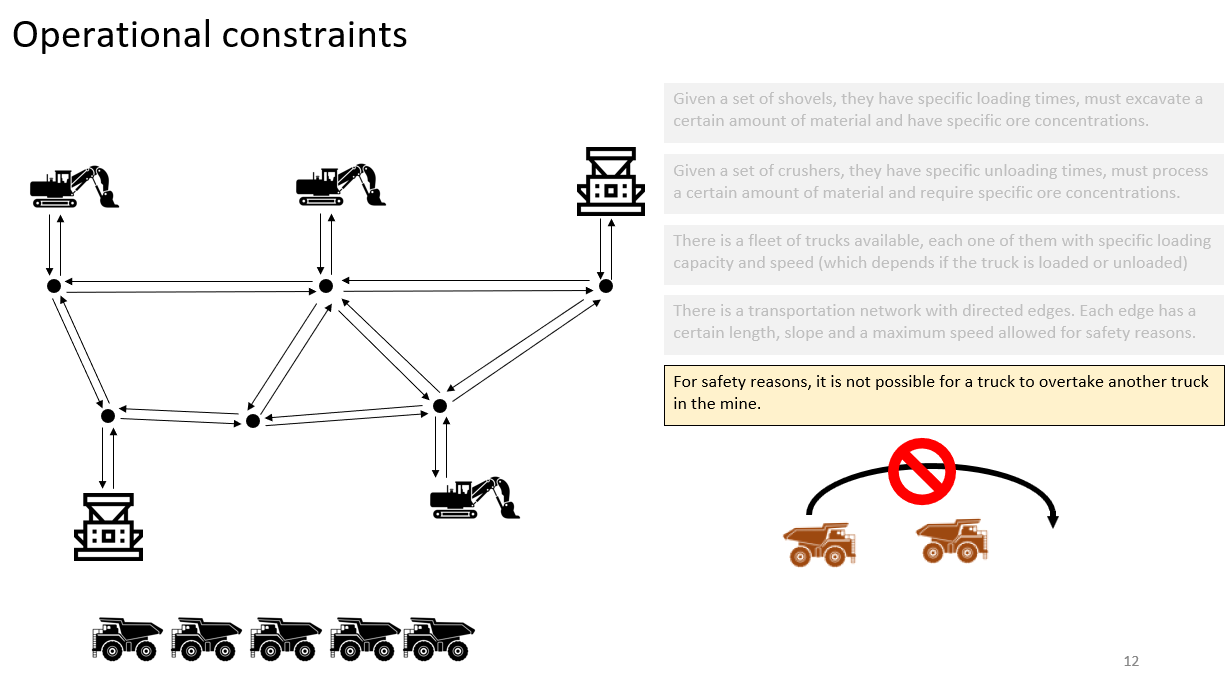 Operational constraints
Given a set of shovels, they have specific loading times, must excavate a
certain amount of material and have specific ore concentrations.
Given a set of crushers, they have specific unloading times, must process
a certain amount of material and require specific ore concentrations.
There is a fleet of trucks available, each one of them with specific loading
capacity and speed (which depends if the truck is loaded or unloaded)
There is a transportation network with directed edges. Each edge has a
certain length, slope and a maximum speed allowed for safety reasons.
For safety reasons, it is not possible for a truck to overtake another truck
in the mine.
12